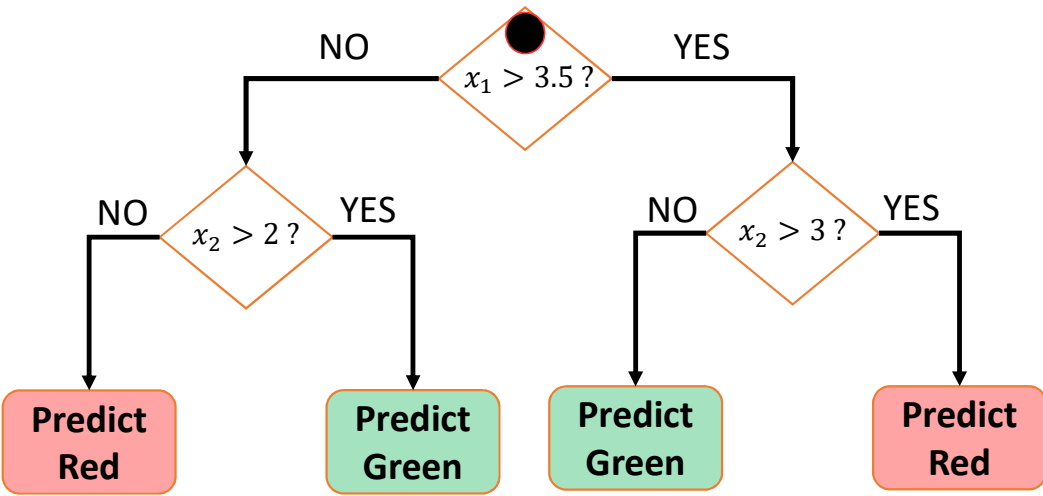 NO
YES
x₁ > 3.5 ?
NO
YES
x₂ > 2 ?
NO
YES
x₂ > 3 ?
Predict
Red
Predict
Green
Predict
Green
Predict
Red